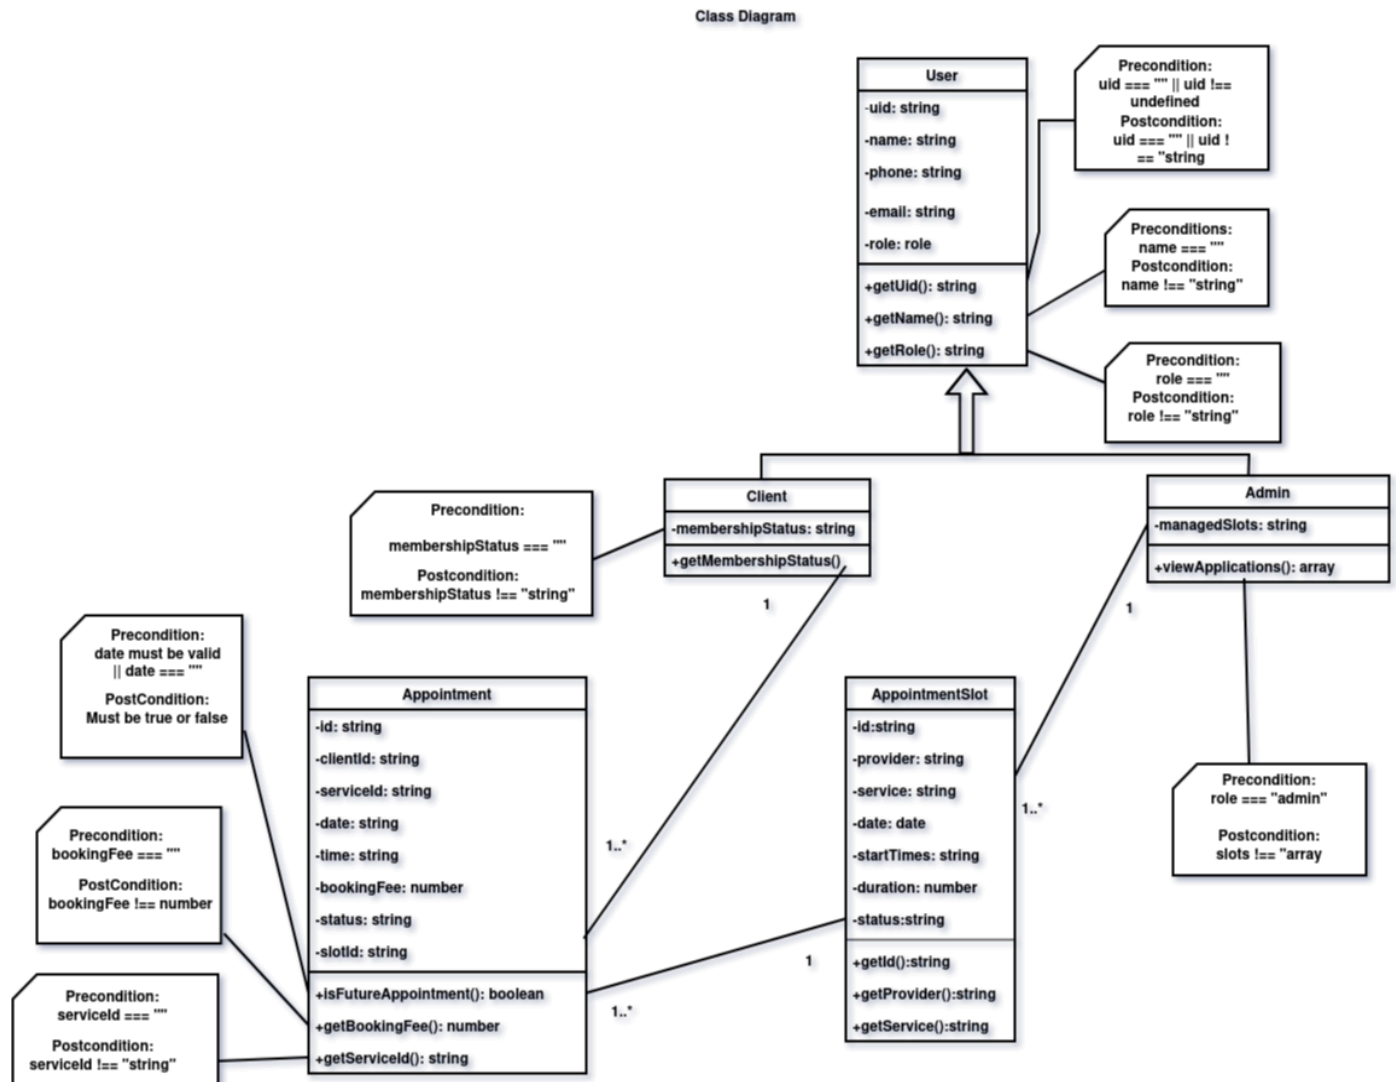 Class Diagram
User
-uid: string
-name: string
-phone: string
-email: string
-role: role
+getUid(): string
+getName(): string
+getRole(): string
Precondition:
uid === "" || uid !==
undefined
Postcondition:
uid === "" || uid !
== "string
Preconditions:
name === ""
Postcondition:
name !== "string"
Precondition:
role === ""
Postcondition:
role !== "string"
Client
-membershipStatus: string
+getMembershipStatus()
Precondition:
membershipStatus === ""
Postcondition:
membershipStatus !== "string"
Admin
-managedSlots: string
+viewApplications(): array
1
1
Precondition:
date must be valid
|| date === ""
PostCondition:
Must be true or false
Appointment
-id: string
-clientId: string
-serviceId: string
-date: string
-time: string
-bookingFee: number
-status: string
-slotId: string
+isFutureAppointment(): boolean
+getBookingFee(): number
+getServiceId(): string
1..*
AppointmentSlot
-id:string
-provider: string
-service: string
-date: date
-startTimes: string
-duration: number
-status:string
+getId():string
+getProvider():string
+getService():string
1..*
Precondition:
role === "admin"
Postcondition:
slots !== "array
Precondition:
bookingFee === ""
PostCondition:
bookingFee !== number
1
1..*
Precondition:
serviceId === ""
Postcondition:
serviceId !== "string"